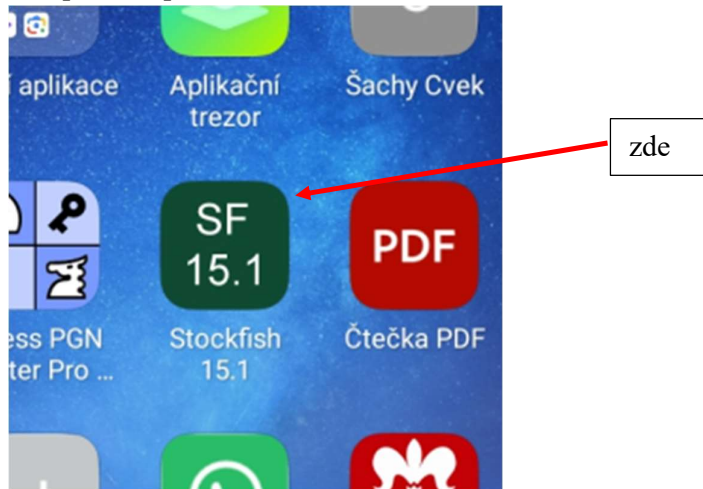 í aplikace
Aplikační
trezor
Šachy Cvek
zde
SF
15.1
PDF
ess PGN
ter Pro ...
Stockfish
15.1
Čtečka PDF